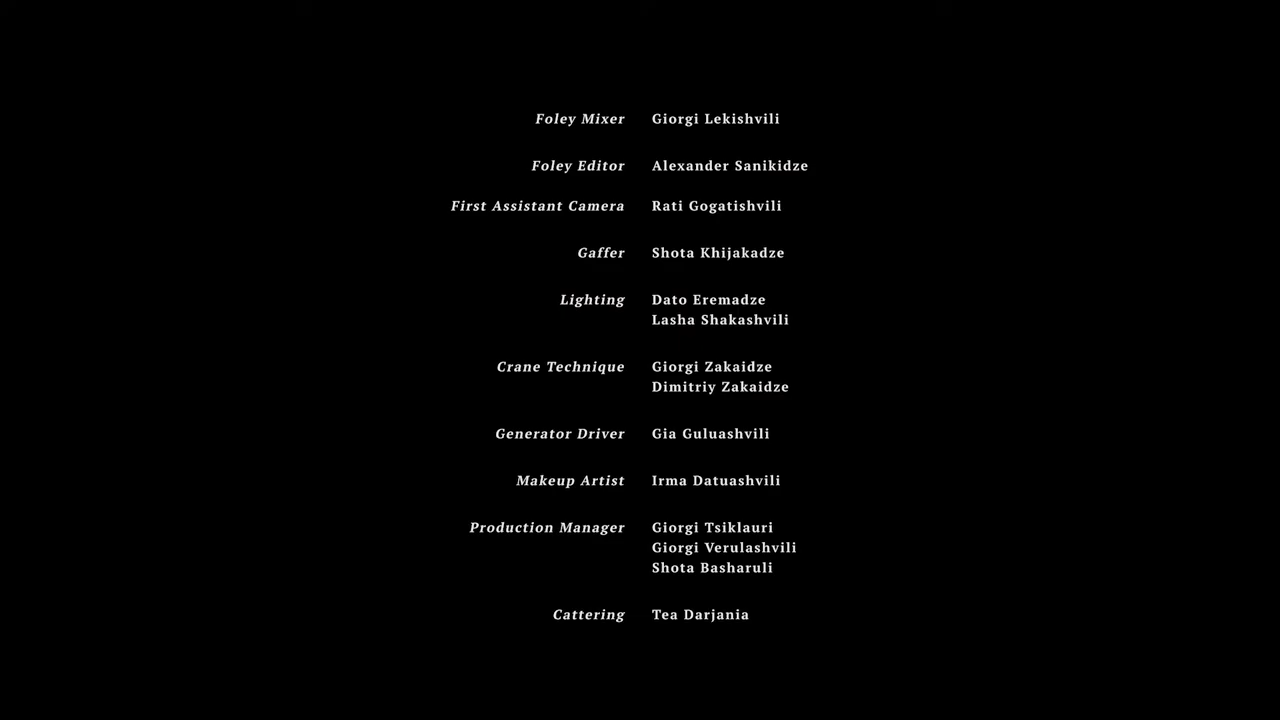 Foley Mixer Giorgi Lekishvili
Foley Editor Alexander Sanikidze
First Assistant Camera Rati Gogatishvili
Gaffer Shota Khijakadze
Lighting Dato Eremadze
Lasha Shakashvili
Crane Technique Giorgi Zakaidze
Dimitriy Zakaidze
Generator Driver Gia Guluashvili
Makeup Artist Irma Datuashvili
Production Manager Giorgi Tsiklauri
Giorgi Verulashvili
Shota Basharuli
Cattering Tea Darjania